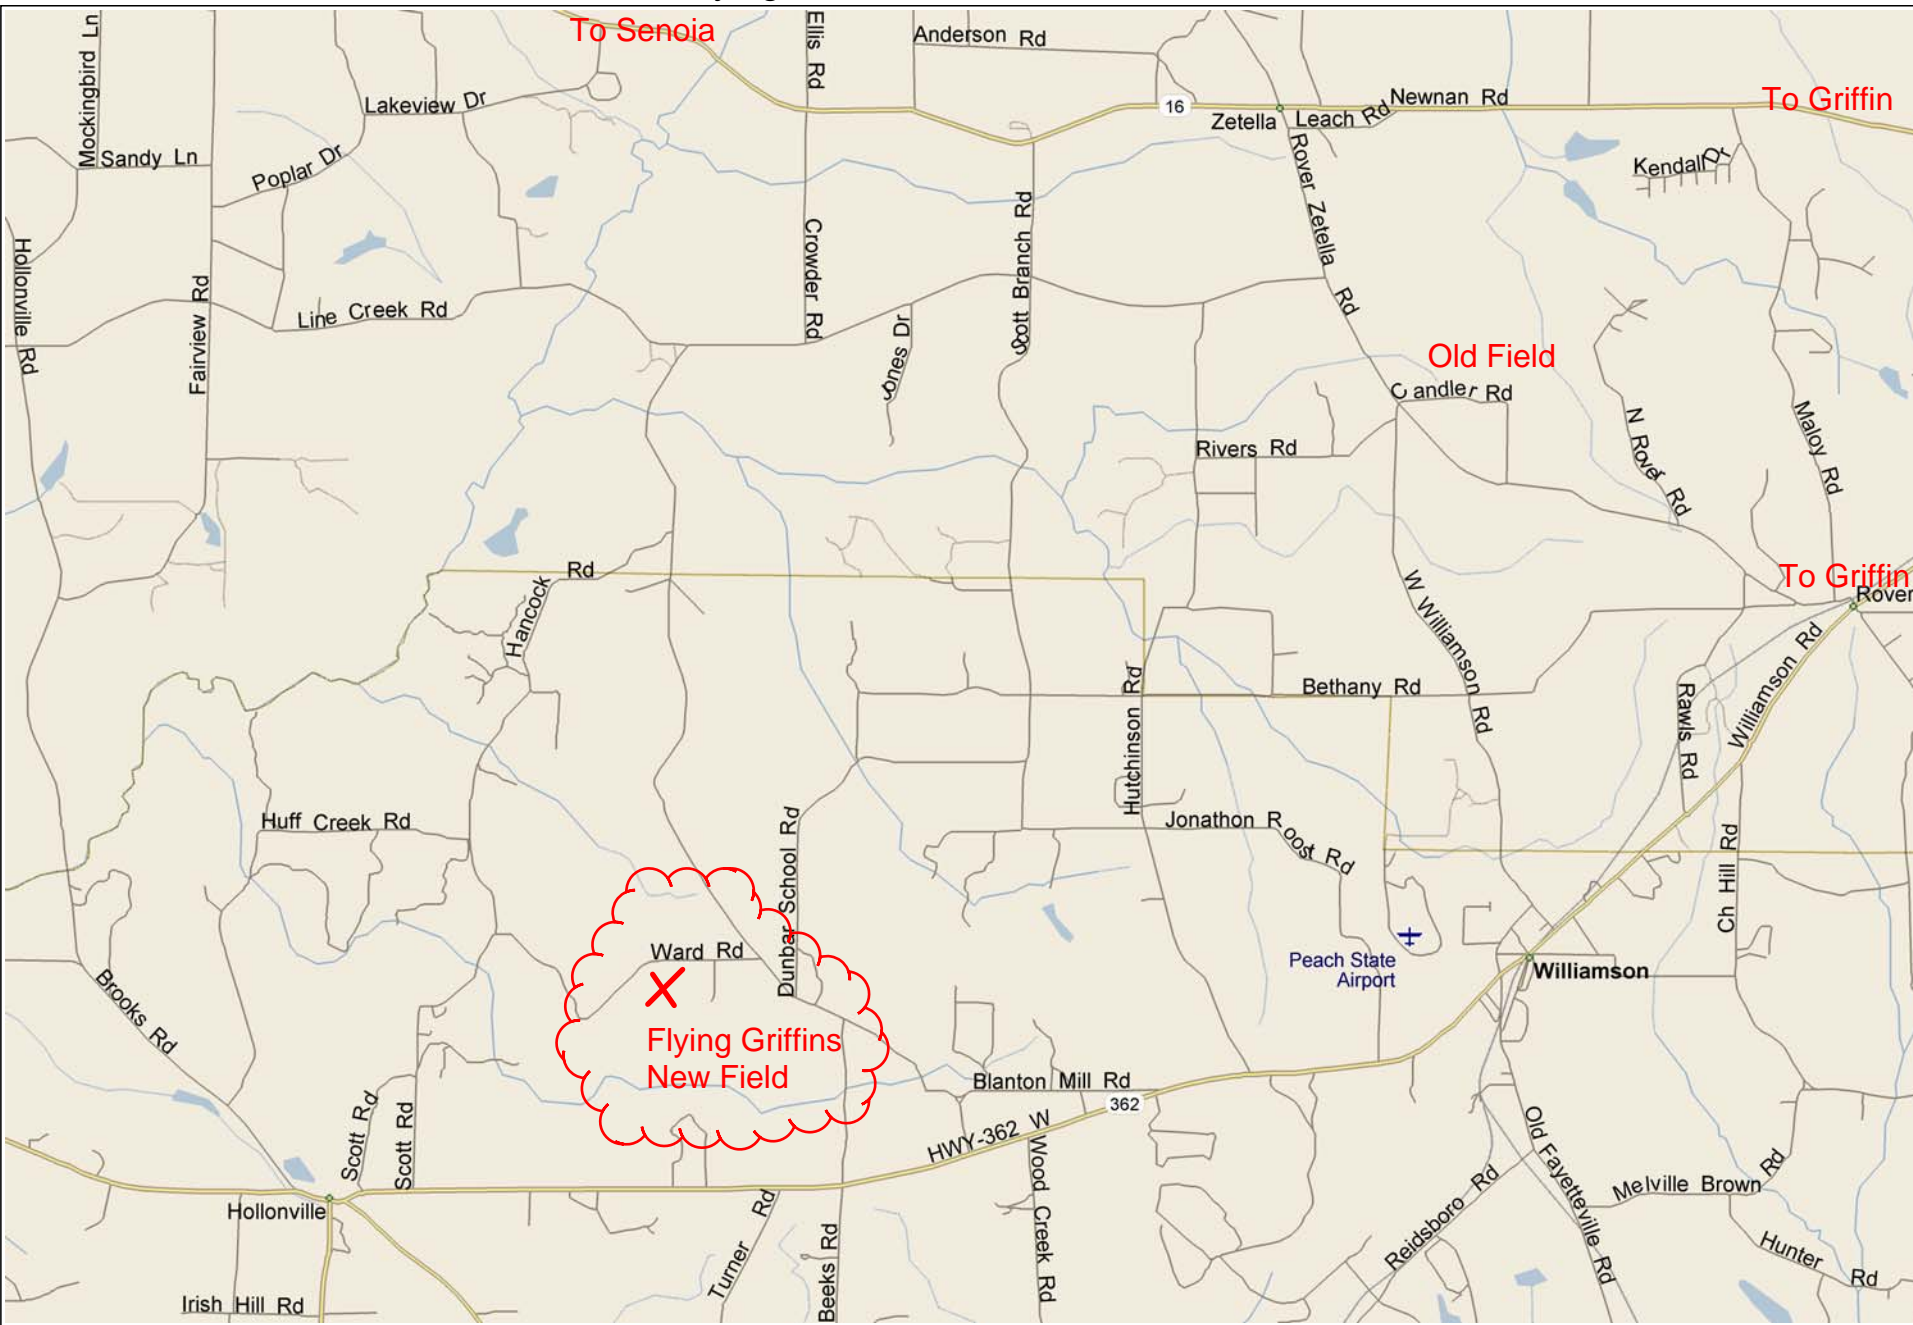 To Senoia
Mockingbird Ln
Ellis Rd
Anderson Rd
Lakeview Dr
16
Newnan Rd
To Griffin
Zetella
Leach Rd
Sandy Ln
Poplar Dr
Kendall Dr
Rover Zetella Rd
Hollonville Rd
Fairview Rd
Line Creek Rd
Crowder Rd
Scott Branch Rd
Jones Dr
Old Field
Candler Rd
N Rover Rd
Maloy Rd
Rivers Rd
Hancock Rd
W Williamson Rd
To Griffin
Rover
Williamson Rd
Hutchinson Rd
Bethany Rd
Rawls Rd
Huff Creek Rd
Dunbar School Rd
Jonathon Roost Rd
Ch Hill Rd
Ward Rd
Peach State
Airport
Williamson
Brooks Rd
Flying Griffins
New Field
Blanton Mill Rd
362
HWY-362 W
Scott Rd
Scott Rd
Wood Creek Rd
Old Fayetteville Rd
Reidsboro Rd
Melville Brown Rd
Hollonville
Turner Rd
Beeks Rd
Hunter Rd
Irish Hill Rd